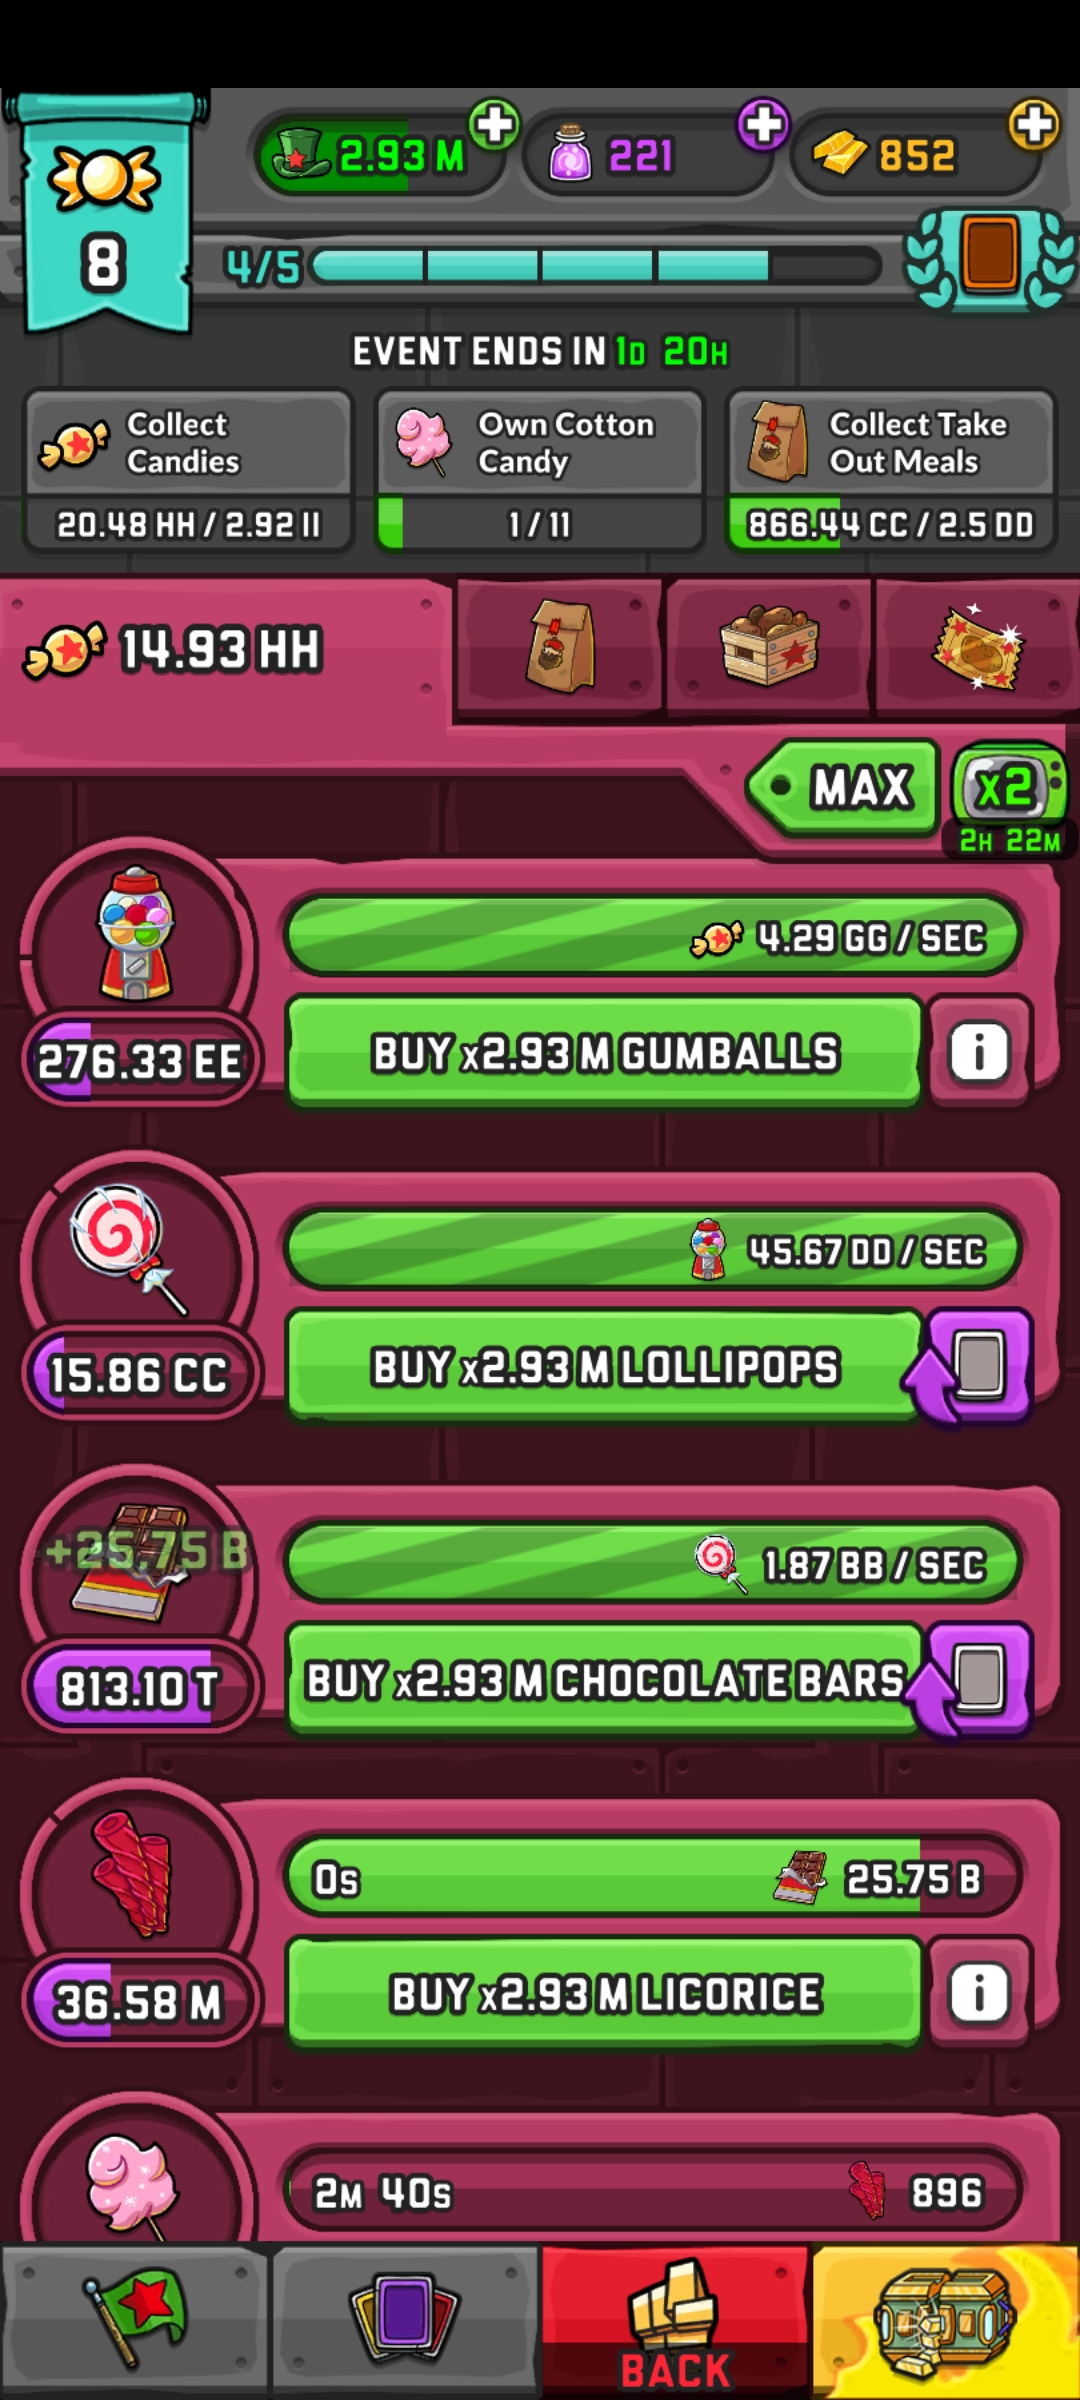 2.93 M
221
852
8
4/5
EVENT ENDS IN 1D 20H
Collect
Candies
20.48 HH / 2.92 II
Own Cotton
Candy
1 / 11
Collect Take
Out Meals
866.44 CC / 2.5 DD
14.93 HH
MAX
x2
2H 22M
4.29 GG / SEC
276.33 EE
BUY x2.93 M GUMBALLS
i
45.67 DD / SEC
15.86 CC
BUY x2.93 M LOLLIPOPS
+25.75 B
1.87 BB / SEC
813.10 T
BUY x2.93 M CHOCOLATE BARS
0s
25.75 B
36.58 M
BUY x2.93 M LICORICE
i
2M 40s
896
BACK